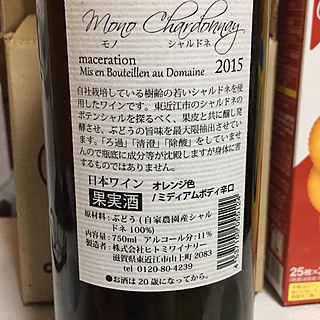 Mono Chardonnay
モノ シャルドネ
maceration
Mis en Bouteillen au Domaine 2015
自社栽培している樹齢の若いシャルドネを使
用したワインです。東近江市のシャルドネの
ポテンシャルを探るべく、果皮と共に醸し発
酵させ、ぶどうの旨味を最大限抽出させてい
ます。「ろ過」「清澄」「除酸」をしていませ
んので瓶底に成分等が比殿しますが身体に害
するものではありません。
日本ワイン オレンジ色
果実酒 /ミディアムボディ辛口
原材料:ぶどう(自家農園産シャル
ドネ 100%)
内容量:750ml・アルコール分:11%
製造者:株式会社ヒトミワイナリー
滋賀県東近江市山上町 2083
tel 0120-80-4239
●お酒は 20 歳になってから。
25枚×